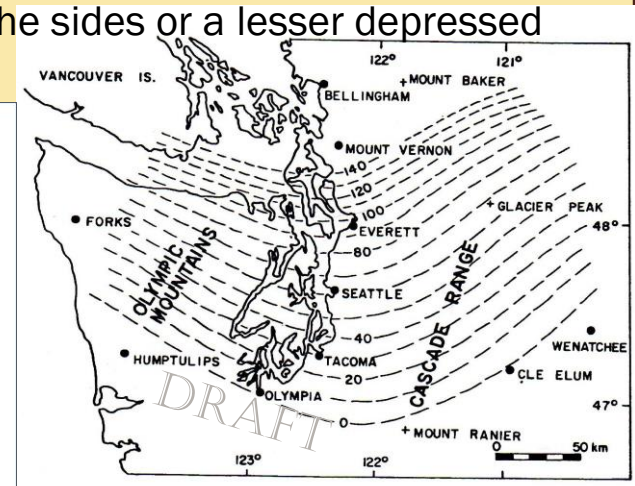 he sides or a lesser depressed
122°
121°
VANCOUVER IS.
+MOUNT BAKER
BELLINGHAM
MOUNT VERNON
140
120
100
+GLACIER PEAK
FORKS
EVERETT
48°
80
OLYMPIC
MOUNTAINS
SEATTLE
CASCADE RANGE
40
WENATCHEE
HUMPTULIPS
TACOMA
20
CLE ELUM
OLYMPIA
DRAFT
0
47°
+MOUNT RANIER
0
50 km
123°
122°